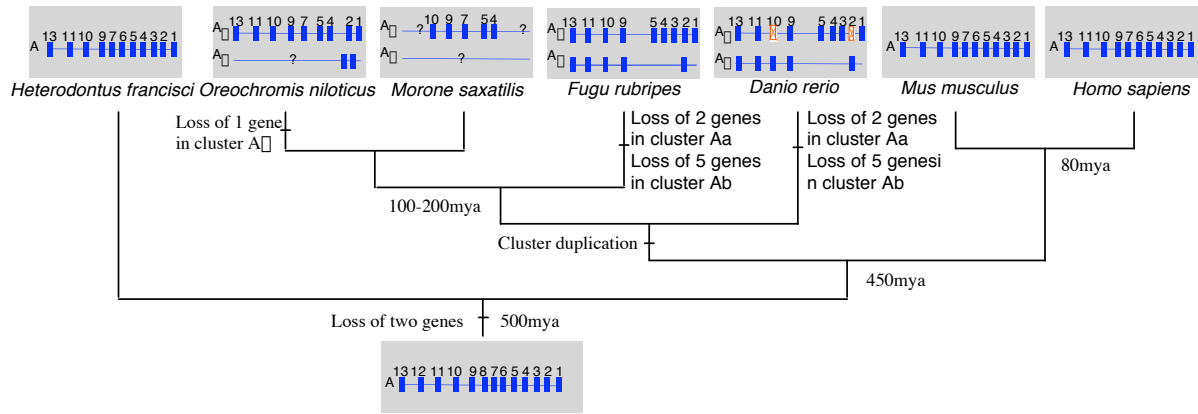 13 11 10 9 7 6 5 4 3 2 1
A
Heterodontus francisci
13 11 10 9 7 5 4 2 1
A▯
A▯ ?
Oreochromis niloticus
10 9 7 5 4
A▯ ? ?
A▯ ?
Morone saxatilis
13 11 10 9 5 4 3 2 1
A▯
A▯
Fugu rubripes
13 11 10 9 5 4 3 2 1
A▯
A▯
Danio rerio
13 11 10 9 7 6 5 4 3 2 1
A
Mus musculus
13 11 10 9 7 6 5 4 3 2 1
A
Homo sapiens
Loss of 1 gene
in cluster A▯
Loss of 2 genes
in cluster Aa
Loss of 5 genes
in cluster Ab
Loss of 2 genes
in cluster Aa
Loss of 5 genesi
n cluster Ab
80mya
100-200mya
Cluster duplication
450mya
Loss of two genes
500mya
13 12 11 10 9 8 7 6 5 4 3 2 1
A